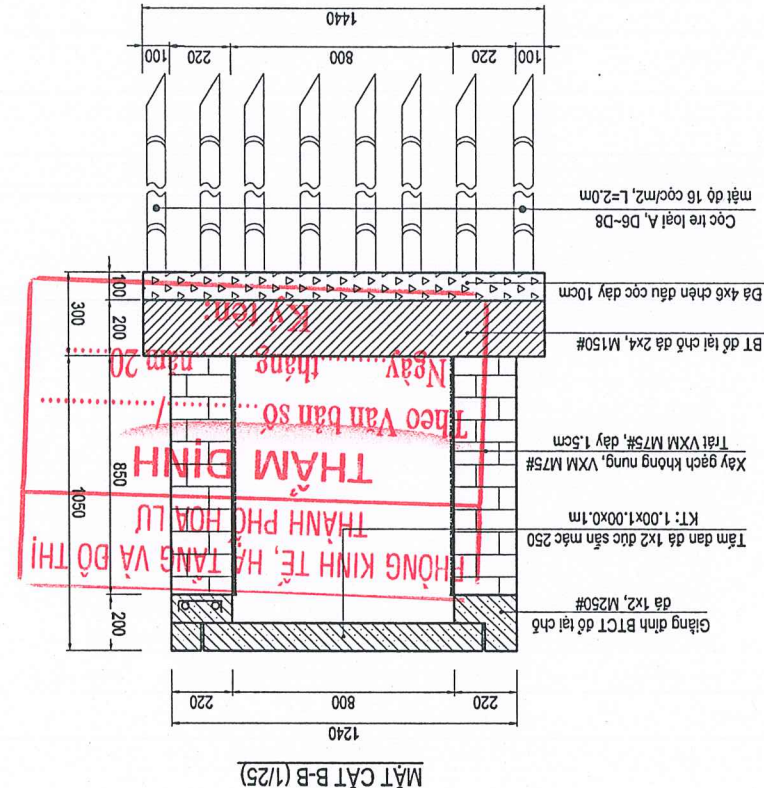 MẶT CẮT B-B (1/25)
1240
220
800
220
Giằng đỉnh BTCT đổ tại chỗ
đá 1x2, M250#
Tấm đan đá 1x2 đúc sẵn mác 250
KT: 1.00x1.00x0.1m
Xây gạch không nung, VXM M75#
Trát VXM M75#, dày 1.5cm
BT đổ tại chỗ đá 2x4, M150#
Đá 4x6 chèn đầu cọc dày 10cm
Cọc tre loại A, D6~D8
mật độ 16 cọc/m2, L=2.0m
200
850
1050
200
100
300
PHÒNG KINH TẾ, HẠ TẦNG VÀ ĐÔ THỊ
THÀNH PHỐ HOA LƯ
THẨM ĐỊNH
Theo Văn bản số ............/............
Ngày........tháng........năm 20......
Ký tên:
100
220
800
220
100
1440